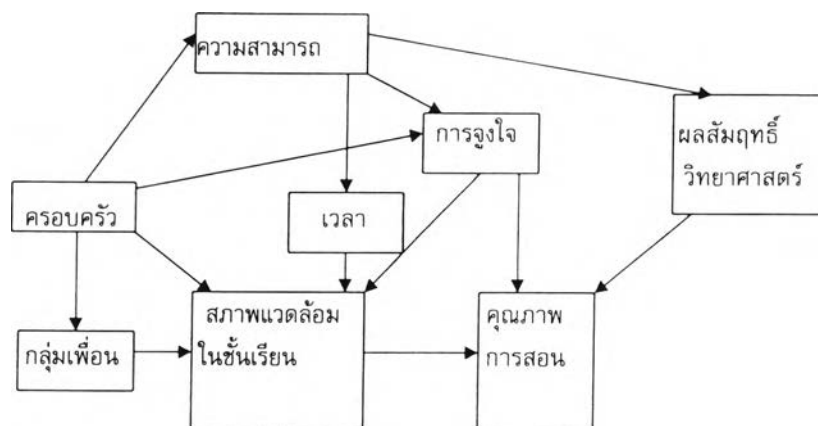 ความสามารถ
การจูงใจ
ผลสัมฤทธิ์
วิทยาศาสตร์
ครอบครัว
เวลา
สภาพแวดล้อม
ในชั้นเรียน
คุณภาพ
การสอน
กลุ่มเพื่อน